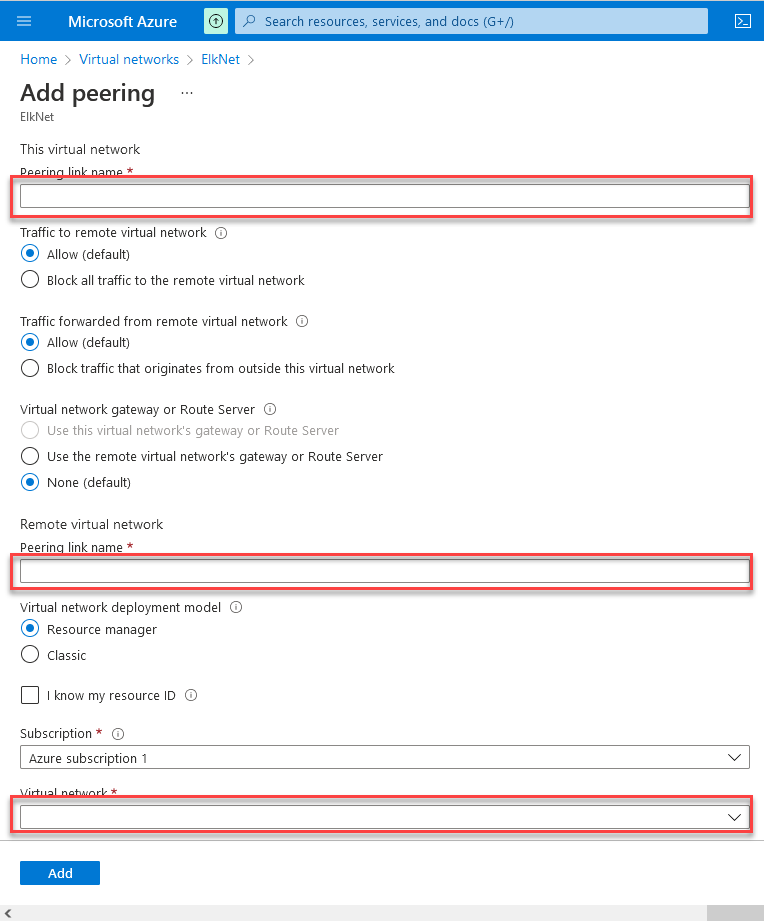 Microsoft Azure
Search resources, services, and docs (G+/)
Home > Virtual networks > ElkNet >
Add peering ...
ElkNet
This virtual network
Peering link name *
Traffic to remote virtual network
Allow (default)
Block all traffic to the remote virtual network
Traffic forwarded from remote virtual network
Allow (default)
Block traffic that originates from outside this virtual network
Virtual network gateway or Route Server
Use this virtual network's gateway or Route Server
Use the remote virtual network's gateway or Route Server
None (default)
Remote virtual network
Peering link name *
Virtual network deployment model
Resource manager
Classic
I know my resource ID
Subscription *
Azure subscription 1
Virtual network *
Add